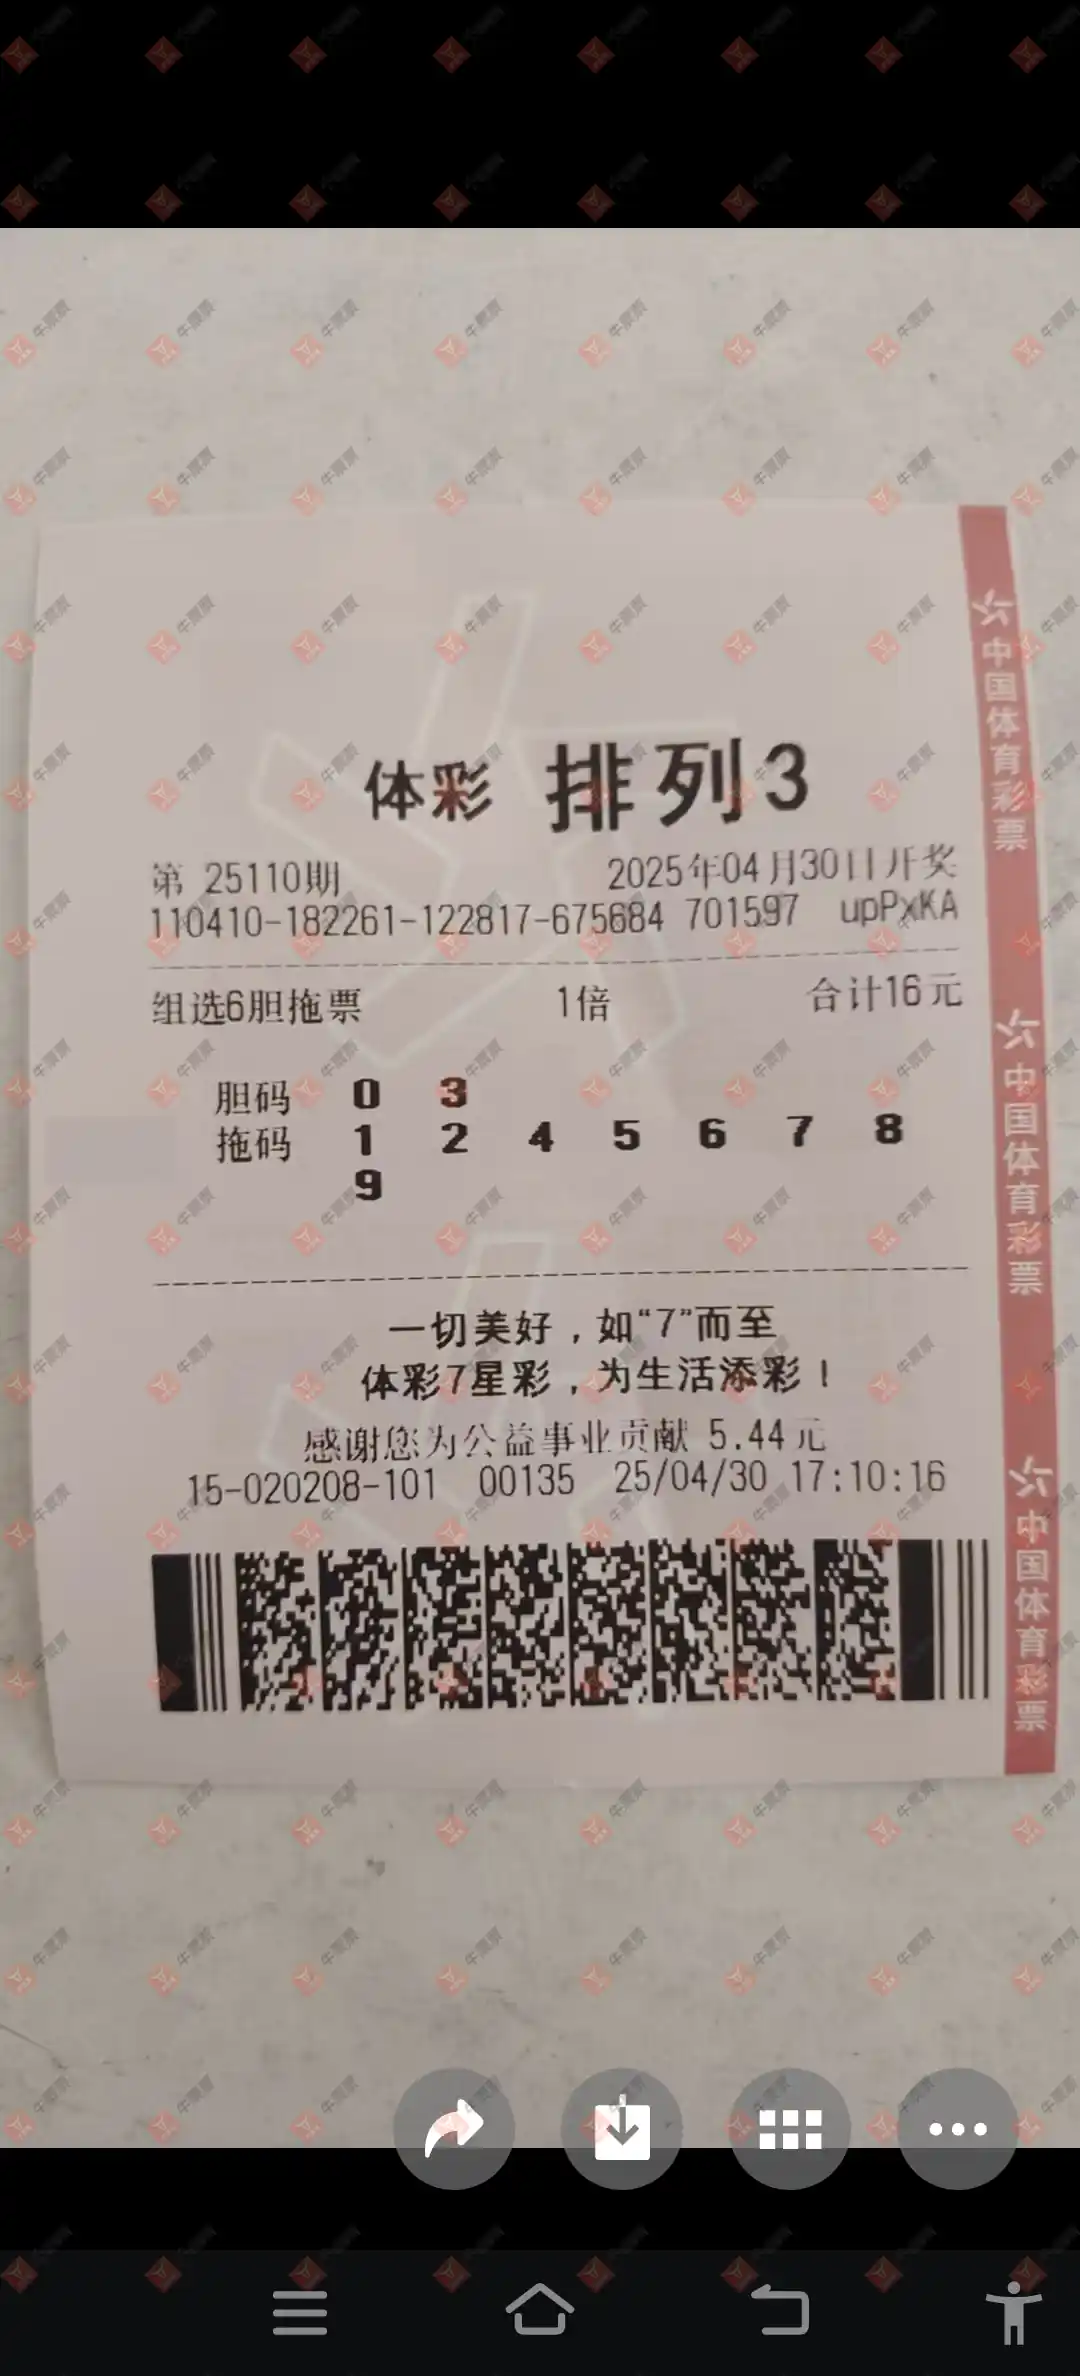 体彩 排列3
第 25110期 2025年04月30日开奖
110410-182261-122817-675684 701597 upPxKA
组选6胆拖票 1倍 合计16元
胆码 0 3
拖码 1 2 4 5 6 7 8
9
一切美好，如“7”而至
体彩7星彩，为生活添彩！
感谢您为公益事业贡献 5.44元
15-020208-101 00135 25/04/30 17:10:16
中国体育彩票
中国体育彩票
中国体育彩票